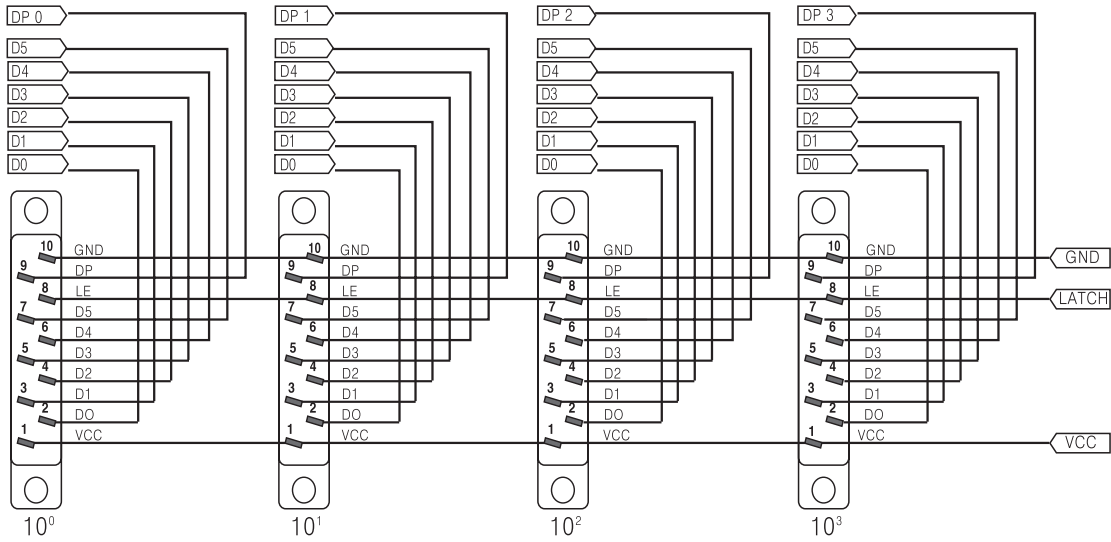 DP 0 DP 1 DP 2 DP 3
D5 D5 D5 D5
D4 D4 D4 D4
D3 D3 D3 D3
D2 D2 D2 D2
D1 D1 D1 D1
D0 D0 D0 D0
10 GND 10 GND 10 GND 10 GND GND
9 DP 9 DP 9 DP 9 DP
8 LE 8 LE 8 LE 8 LE LATCH
7 D5 7 D5 7 D5 7 D5
6 D4 6 D4 6 D4 6 D4
5 D3 5 D3 5 D3 5 D3
4 D2 4 D2 4 D2 4 D2
3 D1 3 D1 3 D1 3 D1
2 DO 2 DO 2 DO 2 DO
1 VCC 1 VCC 1 VCC 1 VCC VCC
10⁰ 10¹ 10² 10³